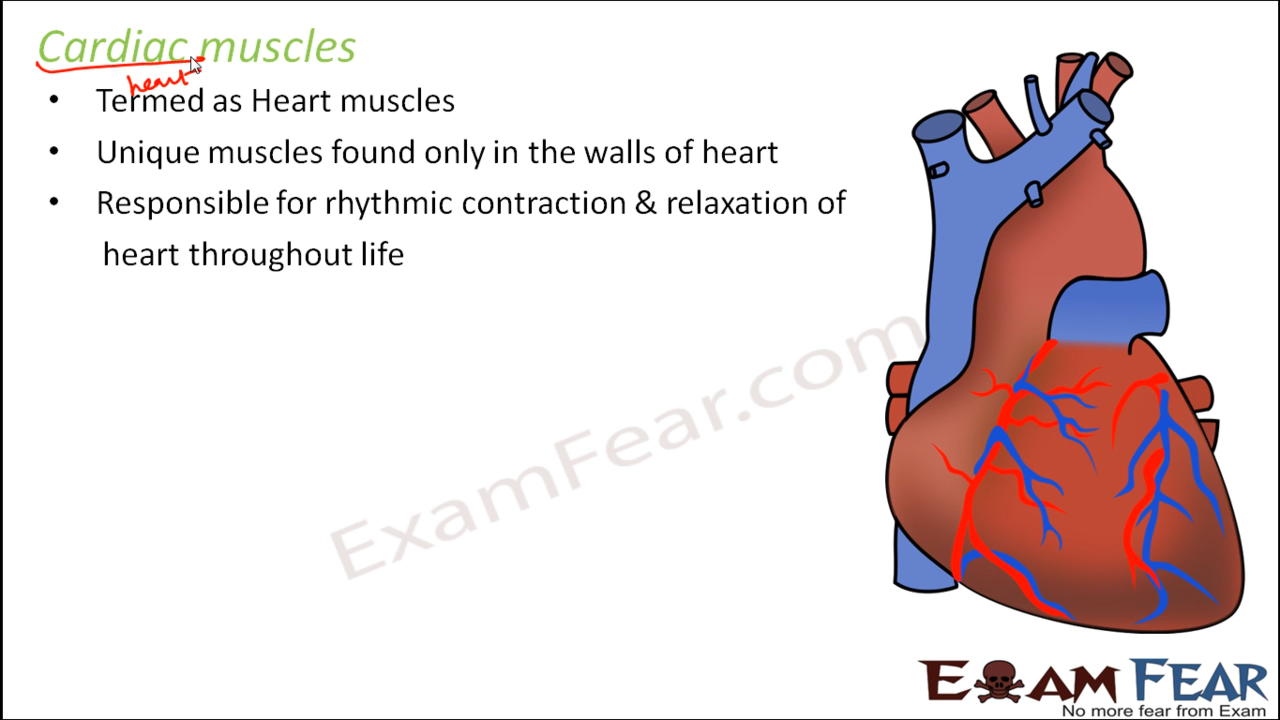 Cardiac muscles
heart
• Termed as Heart muscles
• Unique muscles found only in the walls of heart
• Responsible for rhythmic contraction & relaxation of
heart throughout life
ExamFear.com
EXAM FEAR
No more fear from Exam